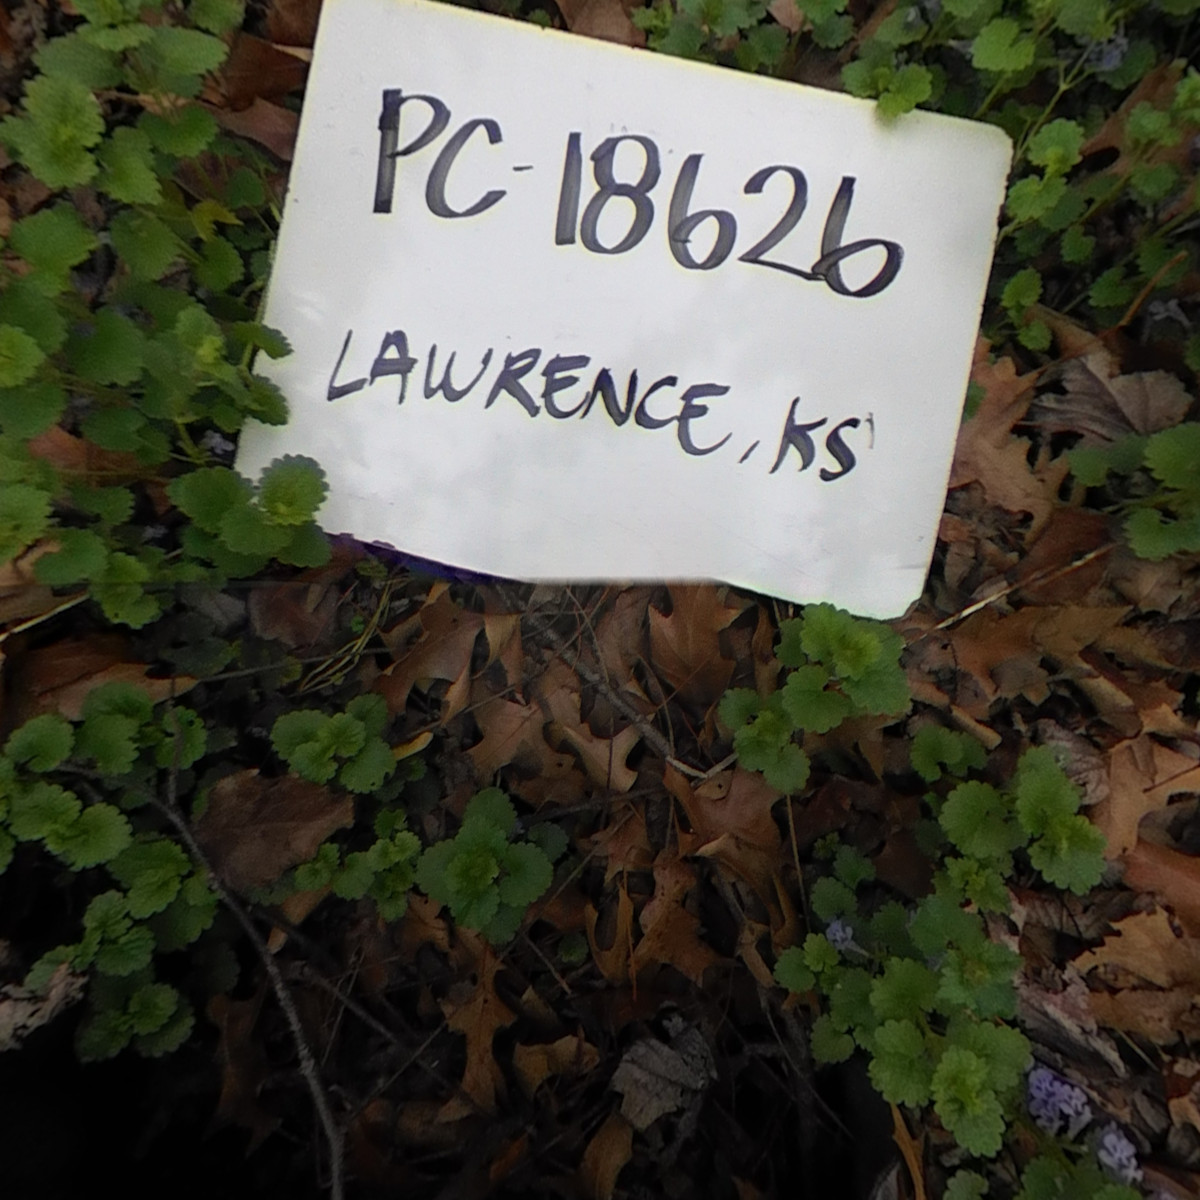 PC-18626
LAWRENCE, KS